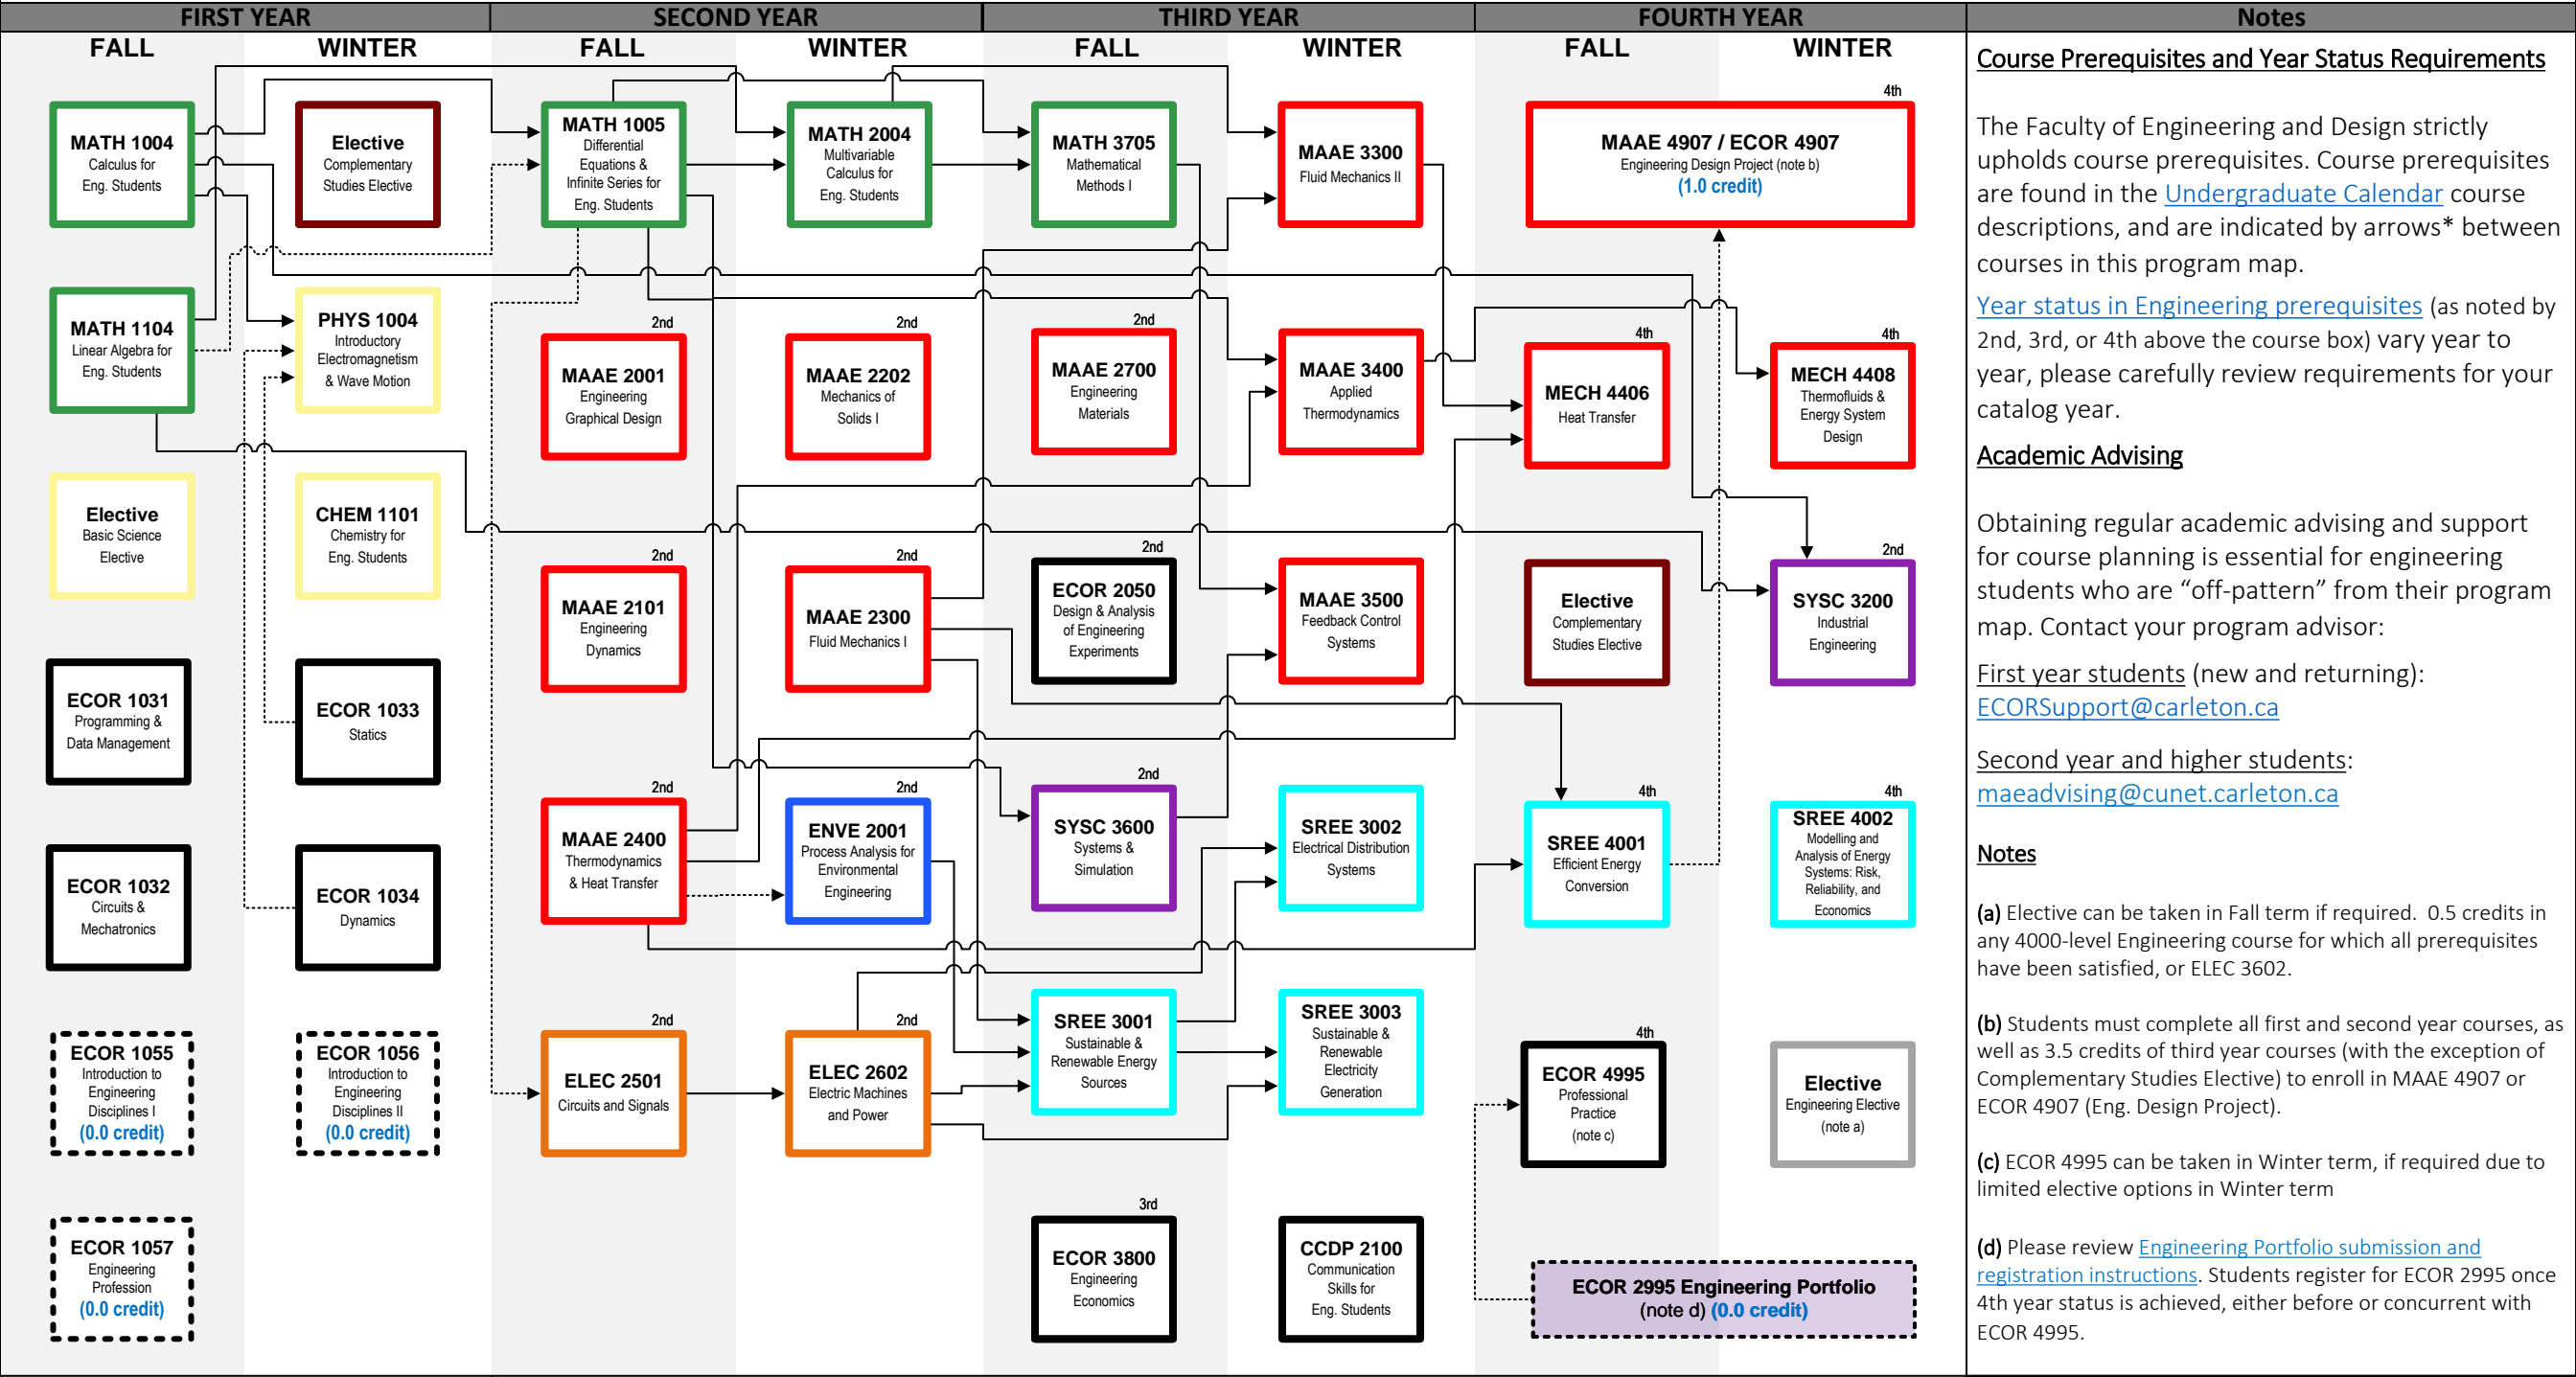 FIRST YEAR
SECOND YEAR
THIRD YEAR
FOURTH YEAR
Notes
FALL
WINTER
FALL
WINTER
FALL
WINTER
FALL
WINTER
MATH 1004
Calculus for
Eng. Students
MATH 1104
Linear Algebra for
Eng. Students
Elective
Basic Science
Elective
ECOR 1031
Programming &
Data Management
ECOR 1032
Circuits &
Mechatronics
ECOR 1055
Introduction to
Engineering
Disciplines I
(0.0 credit)
ECOR 1057
Engineering
Profession
(0.0 credit)
Elective
Complementary
Studies Elective
PHYS 1004
Introductory
Electromagnetism
& Wave Motion
CHEM 1101
Chemistry for
Eng. Students
ECOR 1033
Statics
ECOR 1034
Dynamics
ECOR 1056
Introduction to
Engineering
Disciplines II
(0.0 credit)
MATH 1005
Differential
Equations &
Infinite Series for
Eng. Students
2nd
MAAE 2001
Engineering
Graphical Design
2nd
MAAE 2101
Engineering
Dynamics
2nd
MAAE 2400
Thermodynamics
& Heat Transfer
2nd
ELEC 2501
Circuits and Signals
MATH 2004
Multivariable
Calculus for
Eng. Students
2nd
MAAE 2202
Mechanics of
Solids I
2nd
MAAE 2300
Fluid Mechanics I
2nd
ENVE 2001
Process Analysis for
Environmental
Engineering
2nd
ELEC 2602
Electric Machines
and Power
MATH 3705
Mathematical
Methods I
2nd
MAAE 2700
Engineering
Materials
2nd
ECOR 2050
Design & Analysis
of Engineering
Experiments
2nd
SYSC 3600
Systems &
Simulation
SREE 3001
Sustainable &
Renewable Energy
Sources
3rd
ECOR 3800
Engineering
Economics
MAAE 3300
Fluid Mechanics II
MAAE 3400
Applied
Thermodynamics
MAAE 3500
Feedback Control
Systems
SREE 3002
Electrical Distribution
Systems
SREE 3003
Sustainable &
Renewable
Electricity
Generation
CCDP 2100
Communication
Skills for
Eng. Students
4th
MAAE 4907 / ECOR 4907
Engineering Design Project (note b)
(1.0 credit)
4th
MECH 4406
Heat Transfer
Elective
Complementary
Studies Elective
4th
SREE 4001
Efficient Energy
Conversion
4th
ECOR 4995
Professional
Practice
(note c)
4th
MECH 4408
Thermofluids &
Energy System
Design
2nd
SYSC 3200
Industrial
Engineering
4th
SREE 4002
Modelling and
Analysis of Energy
Systems: Risk,
Reliability, and
Economics
Elective
Engineering Elective
(note a)
ECOR 2995 Engineering Portfolio
(note d) (0.0 credit)
Course Prerequisites and Year Status Requirements
The Faculty of Engineering and Design strictly
upholds course prerequisites. Course prerequisites
are found in the Undergraduate Calendar course
descriptions, and are indicated by arrows* between
courses in this program map.
Year status in Engineering prerequisites (as noted by
2nd, 3rd, or 4th above the course box) vary year to
year, please carefully review requirements for your
catalog year.
Academic Advising
Obtaining regular academic advising and support
for course planning is essential for engineering
students who are “off-pattern” from their program
map. Contact your program advisor:
First year students (new and returning):
ECORSupport@carleton.ca
Second year and higher students:
maeadvising@cunet.carleton.ca
Notes
(a) Elective can be taken in Fall term if required. 0.5 credits in
any 4000-level Engineering course for which all prerequisites
have been satisfied, or ELEC 3602.
(b) Students must complete all first and second year courses, as
well as 3.5 credits of third year courses (with the exception of
Complementary Studies Elective) to enroll in MAAE 4907 or
ECOR 4907 (Eng. Design Project).
(c) ECOR 4995 can be taken in Winter term, if required due to
limited elective options in Winter term
(d) Please review Engineering Portfolio submission and
registration instructions. Students register for ECOR 2995 once
4th year status is achieved, either before or concurrent with
ECOR 4995.